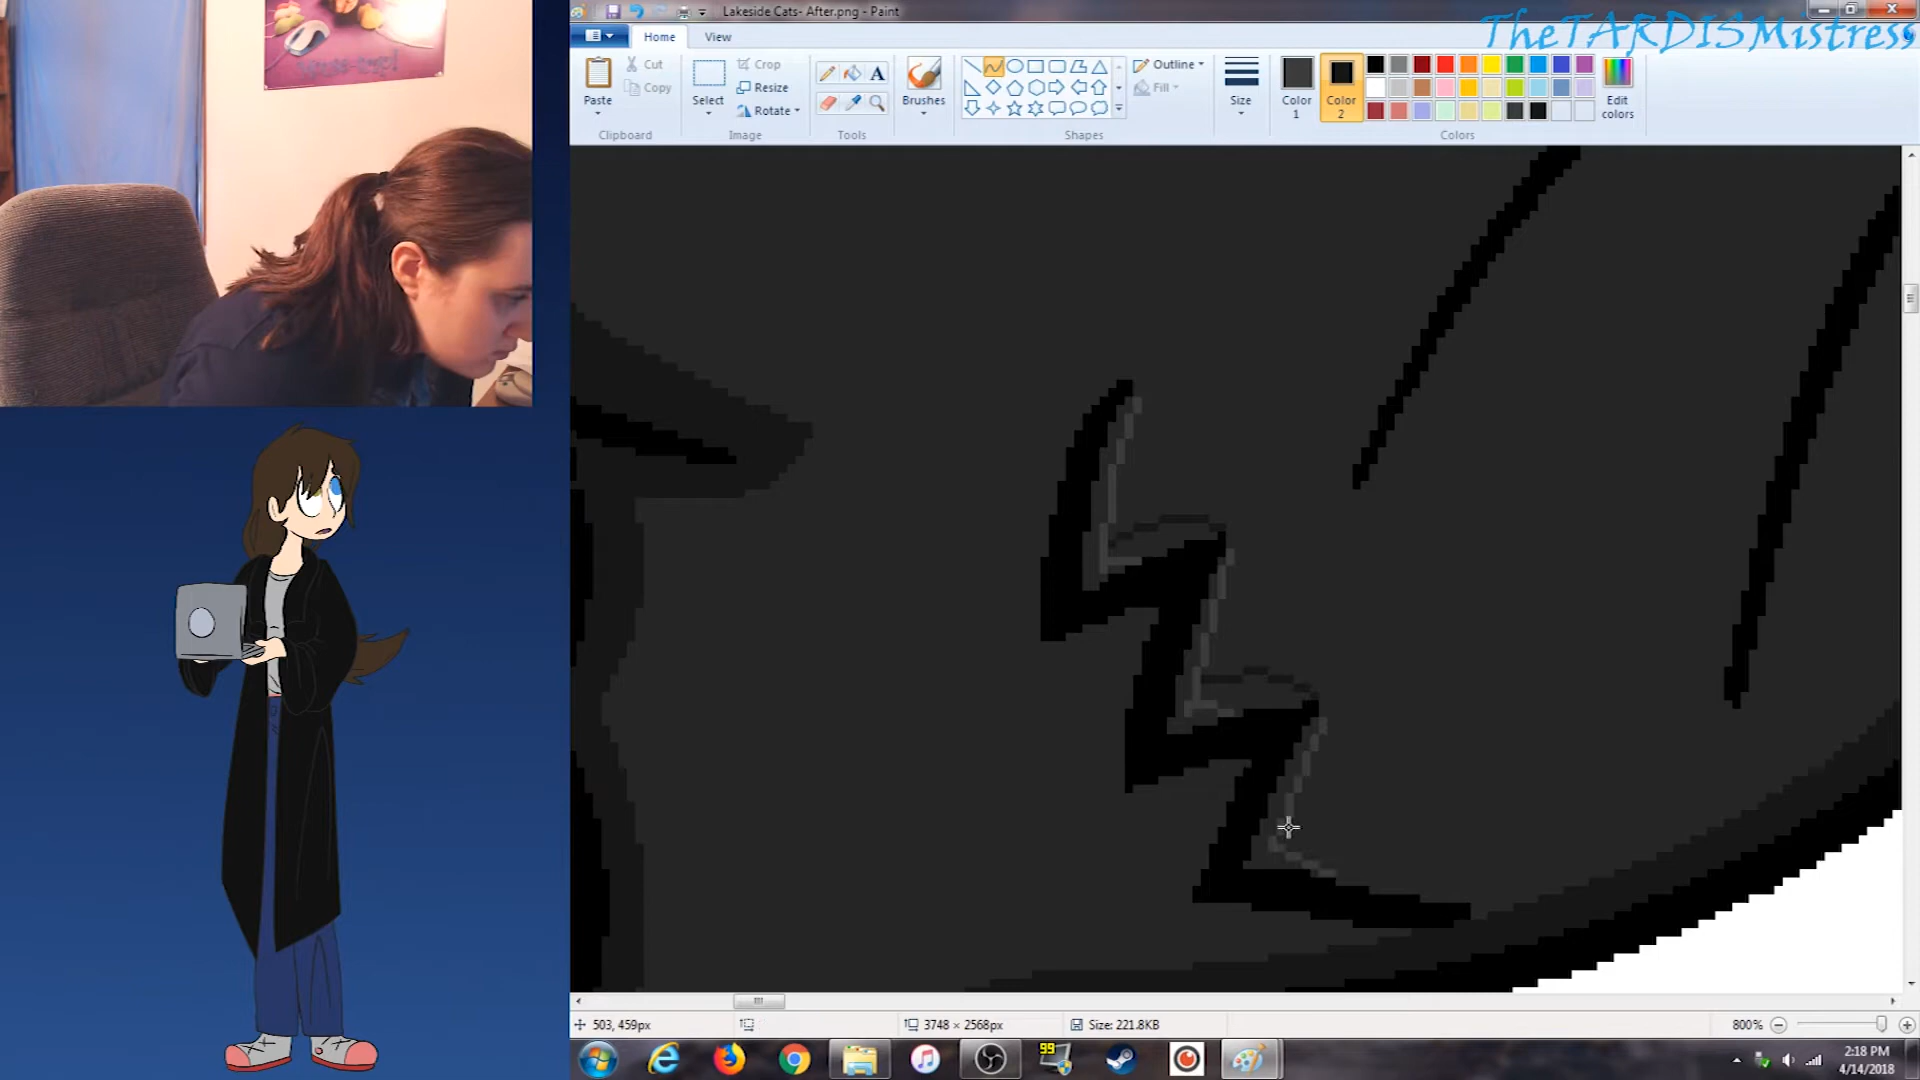 Lakeside Cats- After.png - Paint
TheTARDISMistress
Home
View
Paste
Cut
Copy
Clipboard
Select
Crop
Resize
Rotate
Image
A
Tools
Brushes
Outline
Fill
Shapes
Size
Color 1
Color 2
Edit colors
Colors
503, 459px
3748 × 2568px
Size: 221.8KB
800%
99
2:18 PM
4/14/2018